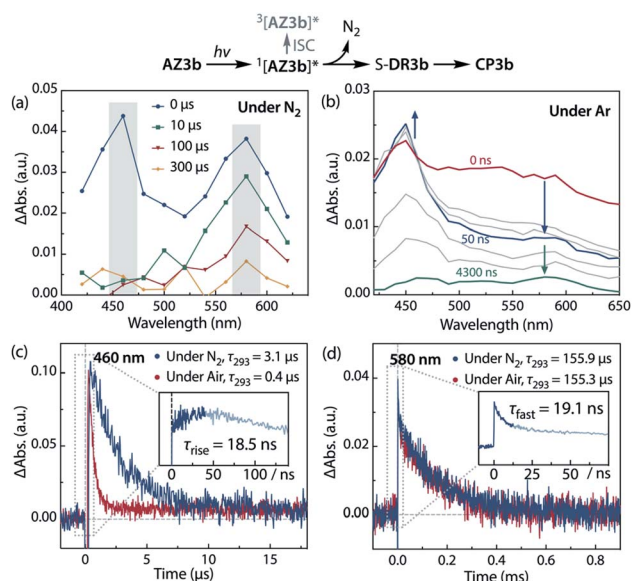 ³[AZ3b]*
ISC
N₂
AZ3b hv ¹[AZ3b]* S-DR3b CP3b
(a) Under N₂
0 μs
10 μs
100 μs
300 μs
ΔAbs. (a.u.)
0.05
0.04
0.03
0.02
0.01
0.00
400 450 500 550 600
Wavelength (nm)
(b) Under Ar
0 ns
50 ns
4300 ns
ΔAbs. (a.u.)
0.03
0.02
0.01
0.00
450 500 550 600 650
Wavelength (nm)
(c) 460 nm
Under N₂, τ₂₉₃ = 3.1 μs
Under Air, τ₂₉₃ = 0.4 μs
τrise = 18.5 ns
0 50 100 / ns
ΔAbs. (a.u.)
0.10
0.05
0.00
0 5 10 15
Time (μs)
(d) 580 nm
Under N₂, τ₂₉₃ = 155.9 μs
Under Air, τ₂₉₃ = 155.3 μs
τfast = 19.1 ns
0 25 50 / ns
ΔAbs. (a.u.)
0.04
0.02
0.00
0.0 0.2 0.4 0.6 0.8
Time (ms)